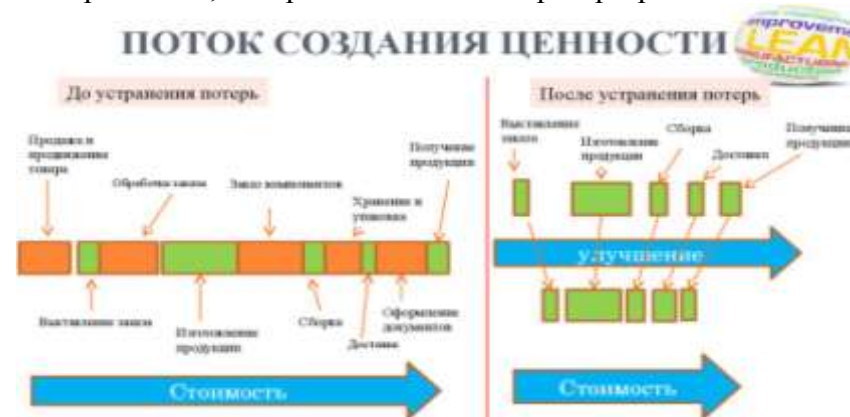 ПОТОК СОЗДАНИЯ ЦЕННОСТИ
improvement
LEAN
До устранения потерь
Продажа и
продвижение
товара
Обработка заказа
Заказ компонентов
Хранение и
упаковка
Получение
продукции
Выставление заказа
Изготовление
продукции
Сборка
Доставка
Оформление
документов
Стоимость
После устранения потерь
Выставление
заказа
Изготовление
продукции
Сборка
Доставка
Получение
продукции
улучшение
Стоимость